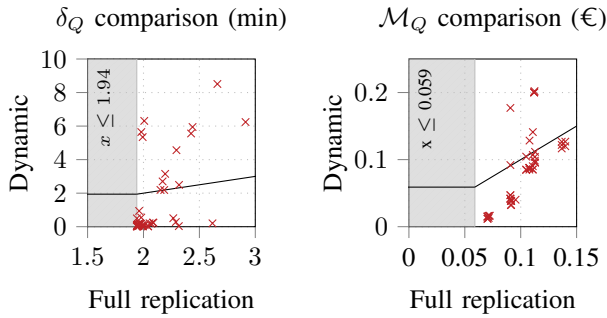 δ_Q comparison (min)
10
8
6
4
2
0
Dynamic
x ≤ 1.94
1.5
2
2.5
3
Full replication
ℳ_Q comparison (€)
0.2
0.1
0
Dynamic
x ≤ 0.059
0
0.05
0.1
0.15
Full replication